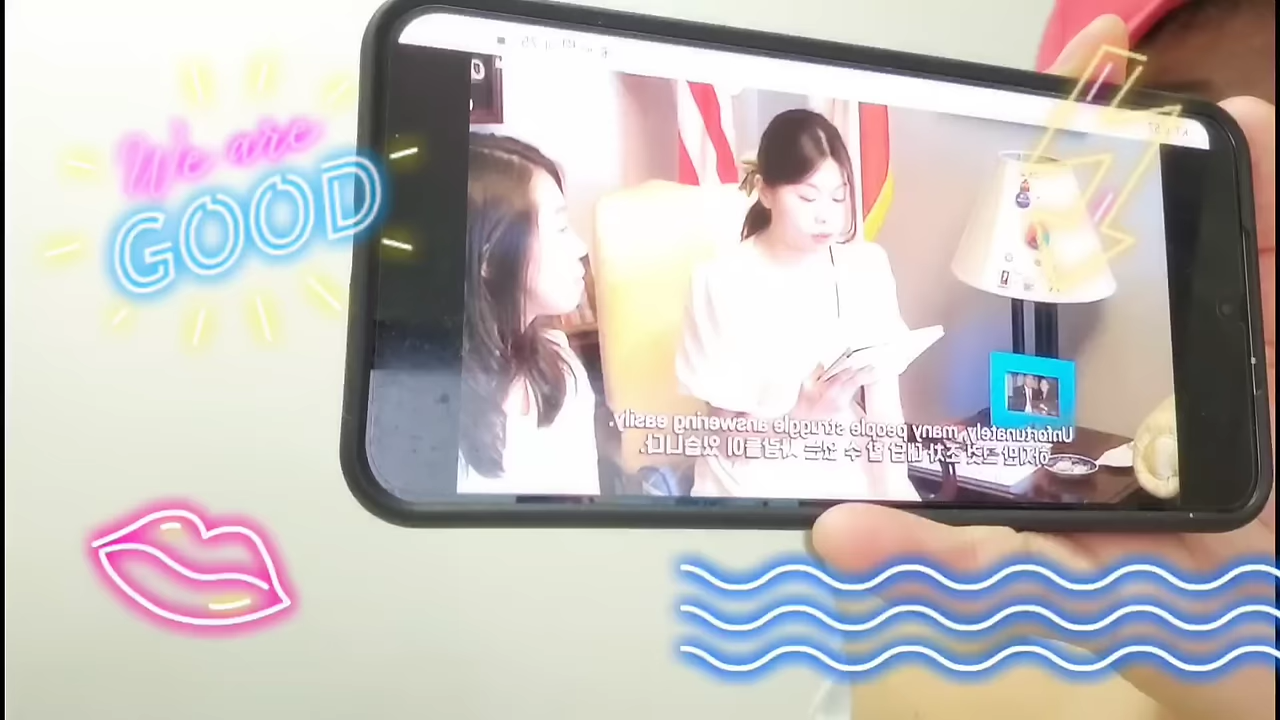 We are
GOOD
Unfortunately, many people struggle answering easily.
하지만 그것 조차 대답 할 수 없는 사람들이 있습니다.